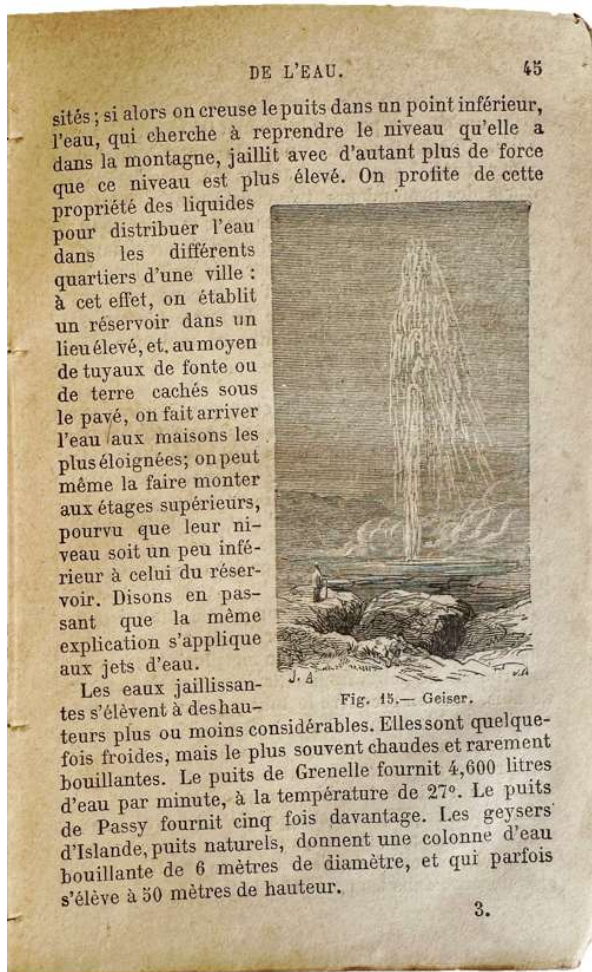 DE L'EAU. 45
sités ; si alors on creuse le puits dans un point inférieur,
l'eau, qui cherche à reprendre le niveau qu'elle a
dans la montagne, jaillit avec d'autant plus de force
que ce niveau est plus élevé. On profite de cette
propriété des liquides
pour distribuer l'eau
dans les différents
quartiers d'une ville :
à cet effet, on établit
un réservoir dans un
lieu élevé, et. au moyen
de tuyaux de fonte ou
de terre cachés sous
le pavé, on fait arriver
l'eau aux maisons les
plus éloignées; on peut
même la faire monter
aux étages supérieurs,
pourvu que leur ni-
veau soit un peu infé-
rieur à celui du réser-
voir. Disons en pas-
sant que la même
explication s'applique
aux jets d'eau.
Les eaux jaillissan-
tes s'élèvent à des hau-
J. A
Fig. 15.— Geiser.
teurs plus ou moins considérables. Elles sont quelque-
fois froides, mais le plus souvent chaudes et rarement
bouillantes. Le puits de Grenelle fournit 4,600 litres
d'eau par minute, à la température de 27°. Le puits
de Passy fournit cinq fois davantage. Les geysers
d'Islande, puits naturels, donnent une colonne d'eau
bouillante de 6 mètres de diamètre, et qui parfois
s'élève à 50 mètres de hauteur.
3.